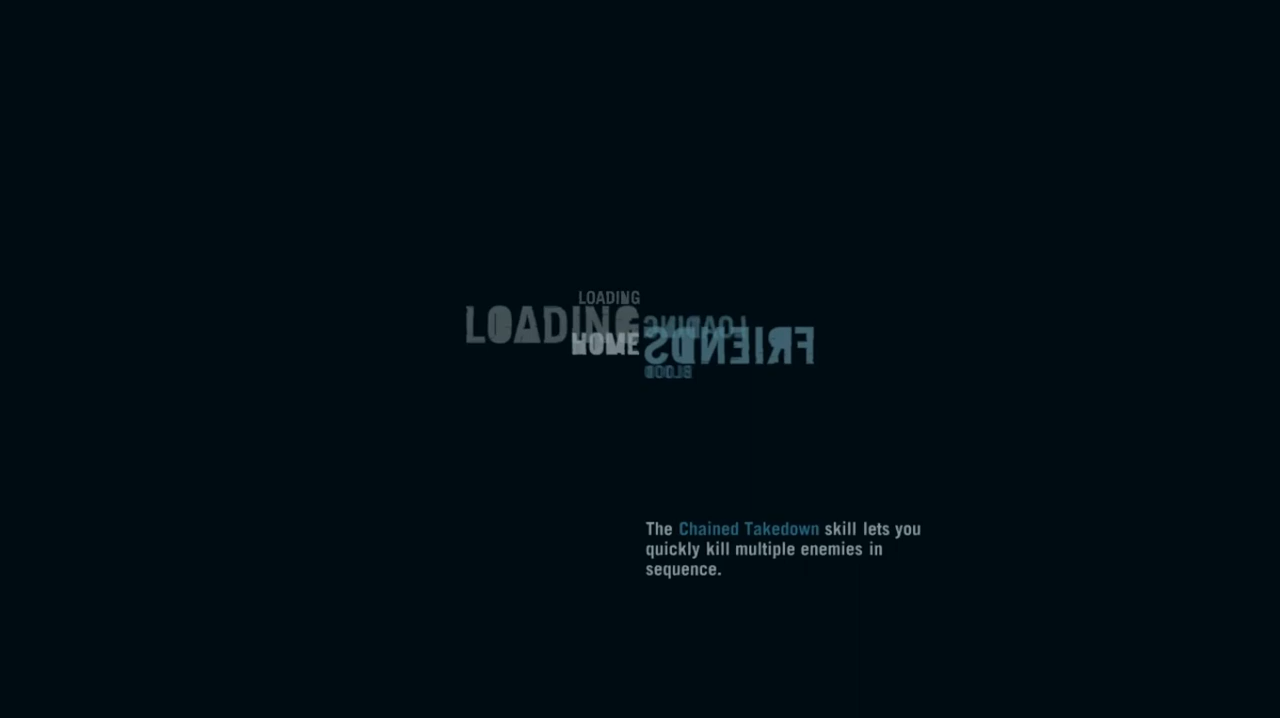 LOADING
LOADING
LOADING
HOME
FRIENDS
BLOOD
The Chained Takedown skill lets you
quickly kill multiple enemies in
sequence.